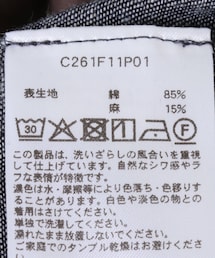 C261F11P01
表生地 綿 85%
麻 15%
30 F
この製品は、洗いざらしの風合いを重視
して仕上げています。自然なシワ感やラ
フな表情が特徴です。
濃色は水・摩擦等により色落ち・色移りす
ることがあります。白色や淡色の物との
着用はさけてください。
単独で洗濯してください。
濡れたまま放置しないでください。
ご家庭でのタンブル乾燥はお避けくださ